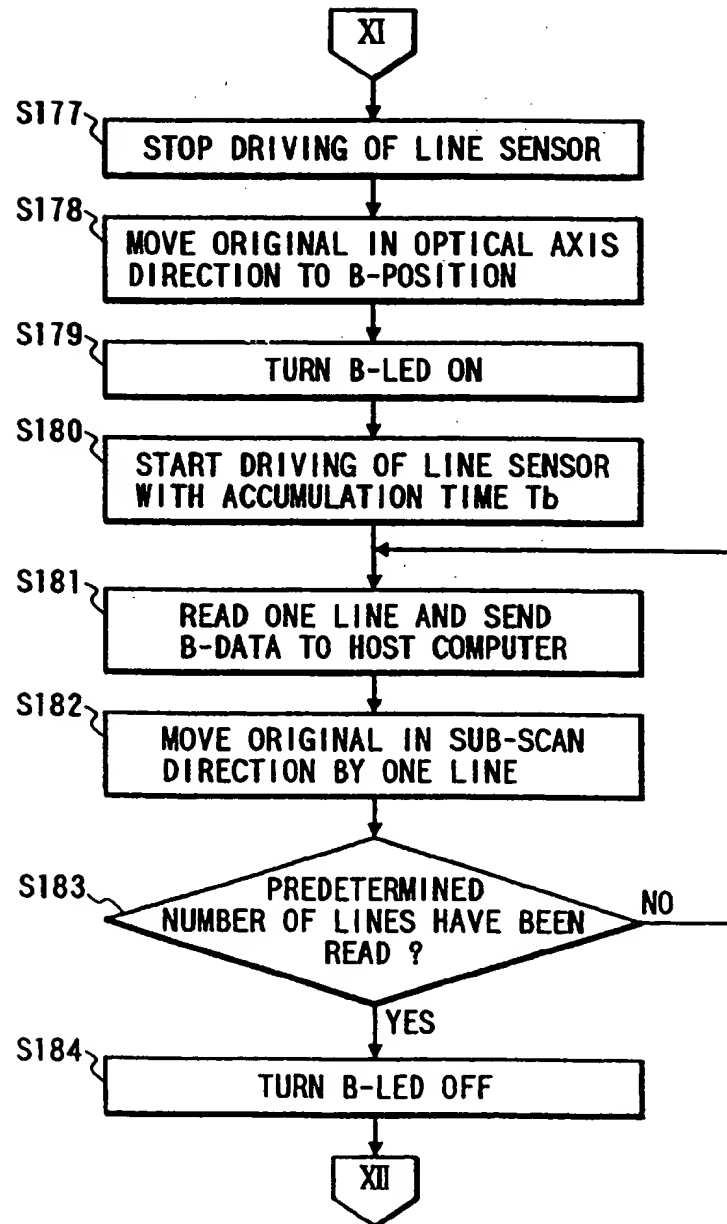 XI
S177
STOP DRIVING OF LINE SENSOR
S178
MOVE ORIGINAL IN OPTICAL AXIS
DIRECTION TO B-POSITION
S179
TURN B-LED ON
S180
START DRIVING OF LINE SENSOR
WITH ACCUMULATION TIME Tb
S181
READ ONE LINE AND SEND
B-DATA TO HOST COMPUTER
S182
MOVE ORIGINAL IN SUB-SCAN
DIRECTION BY ONE LINE
S183
PREDETERMINED
NUMBER OF LINES HAVE BEEN
READ ?
NO
YES
S184
TURN B-LED OFF
XII